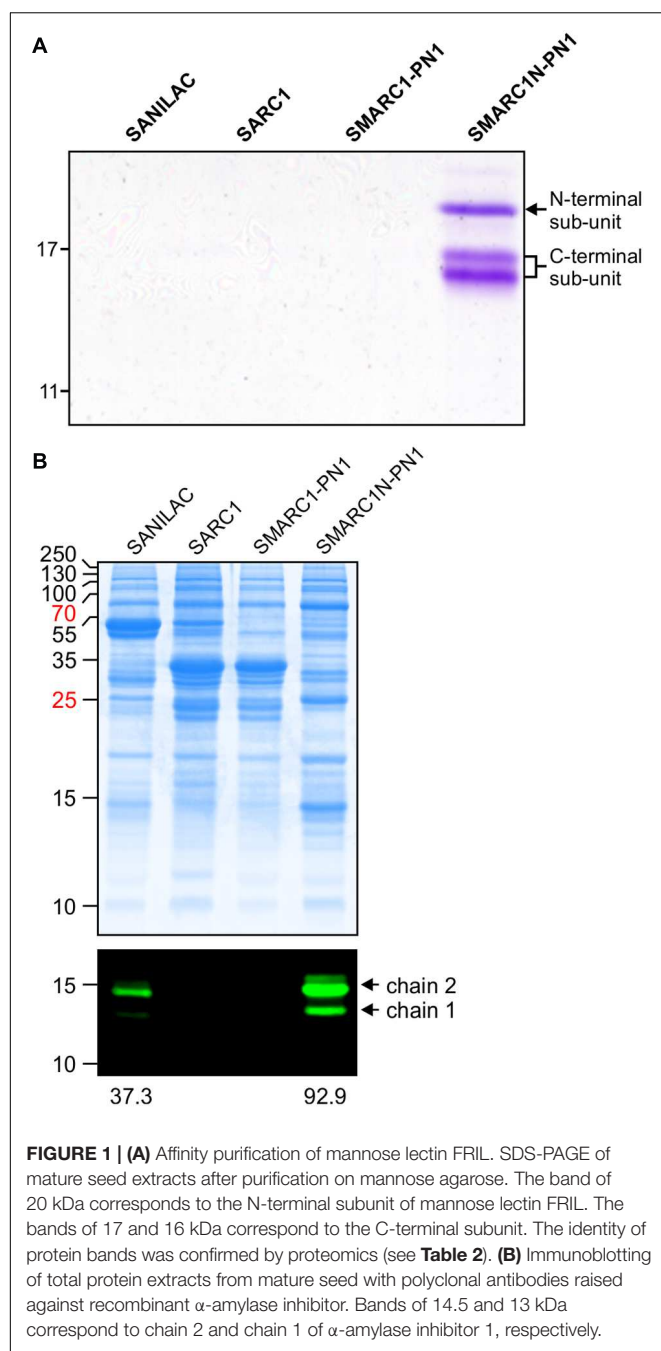 A
SANILAC
SARC1
SMARC1-PN1
SMARC1N-PN1
N-terminal
sub-unit
17
C-terminal
sub-unit
11
B
SANILAC
SARC1
SMARC1-PN1
SMARC1N-PN1
250
130
100
70
55
35
25
15
10
15
chain 2
chain 1
10
37.3
92.9
FIGURE 1 | (A) Affinity purification of mannose lectin FRIL. SDS-PAGE of
mature seed extracts after purification on mannose agarose. The band of
20 kDa corresponds to the N-terminal subunit of mannose lectin FRIL. The
bands of 17 and 16 kDa correspond to the C-terminal subunit. The identity of
protein bands was confirmed by proteomics (see Table 2). (B) Immunoblotting
of total protein extracts from mature seed with polyclonal antibodies raised
against recombinant α-amylase inhibitor. Bands of 14.5 and 13 kDa
correspond to chain 2 and chain 1 of α-amylase inhibitor 1, respectively.